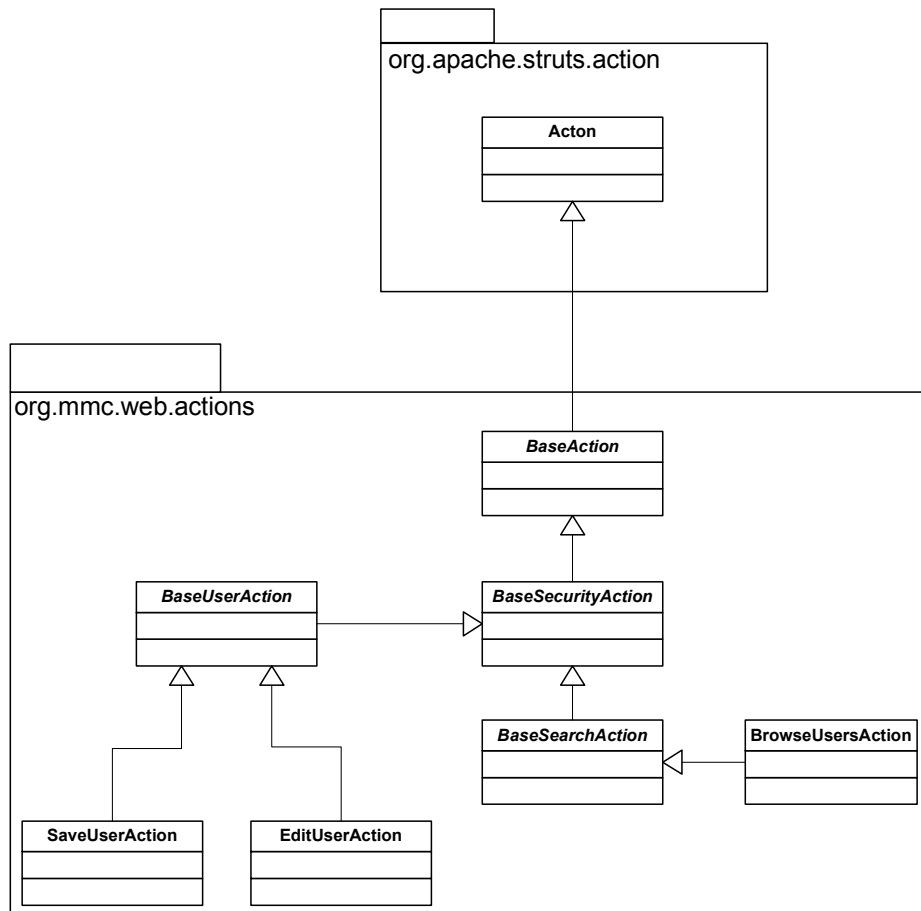 org.apache.struts.action
Acton
org.mmc.web.actions
BaseAction
BaseUserAction
BaseSecurityAction
BaseSearchAction
BrowseUsersAction
SaveUserAction
EditUserAction